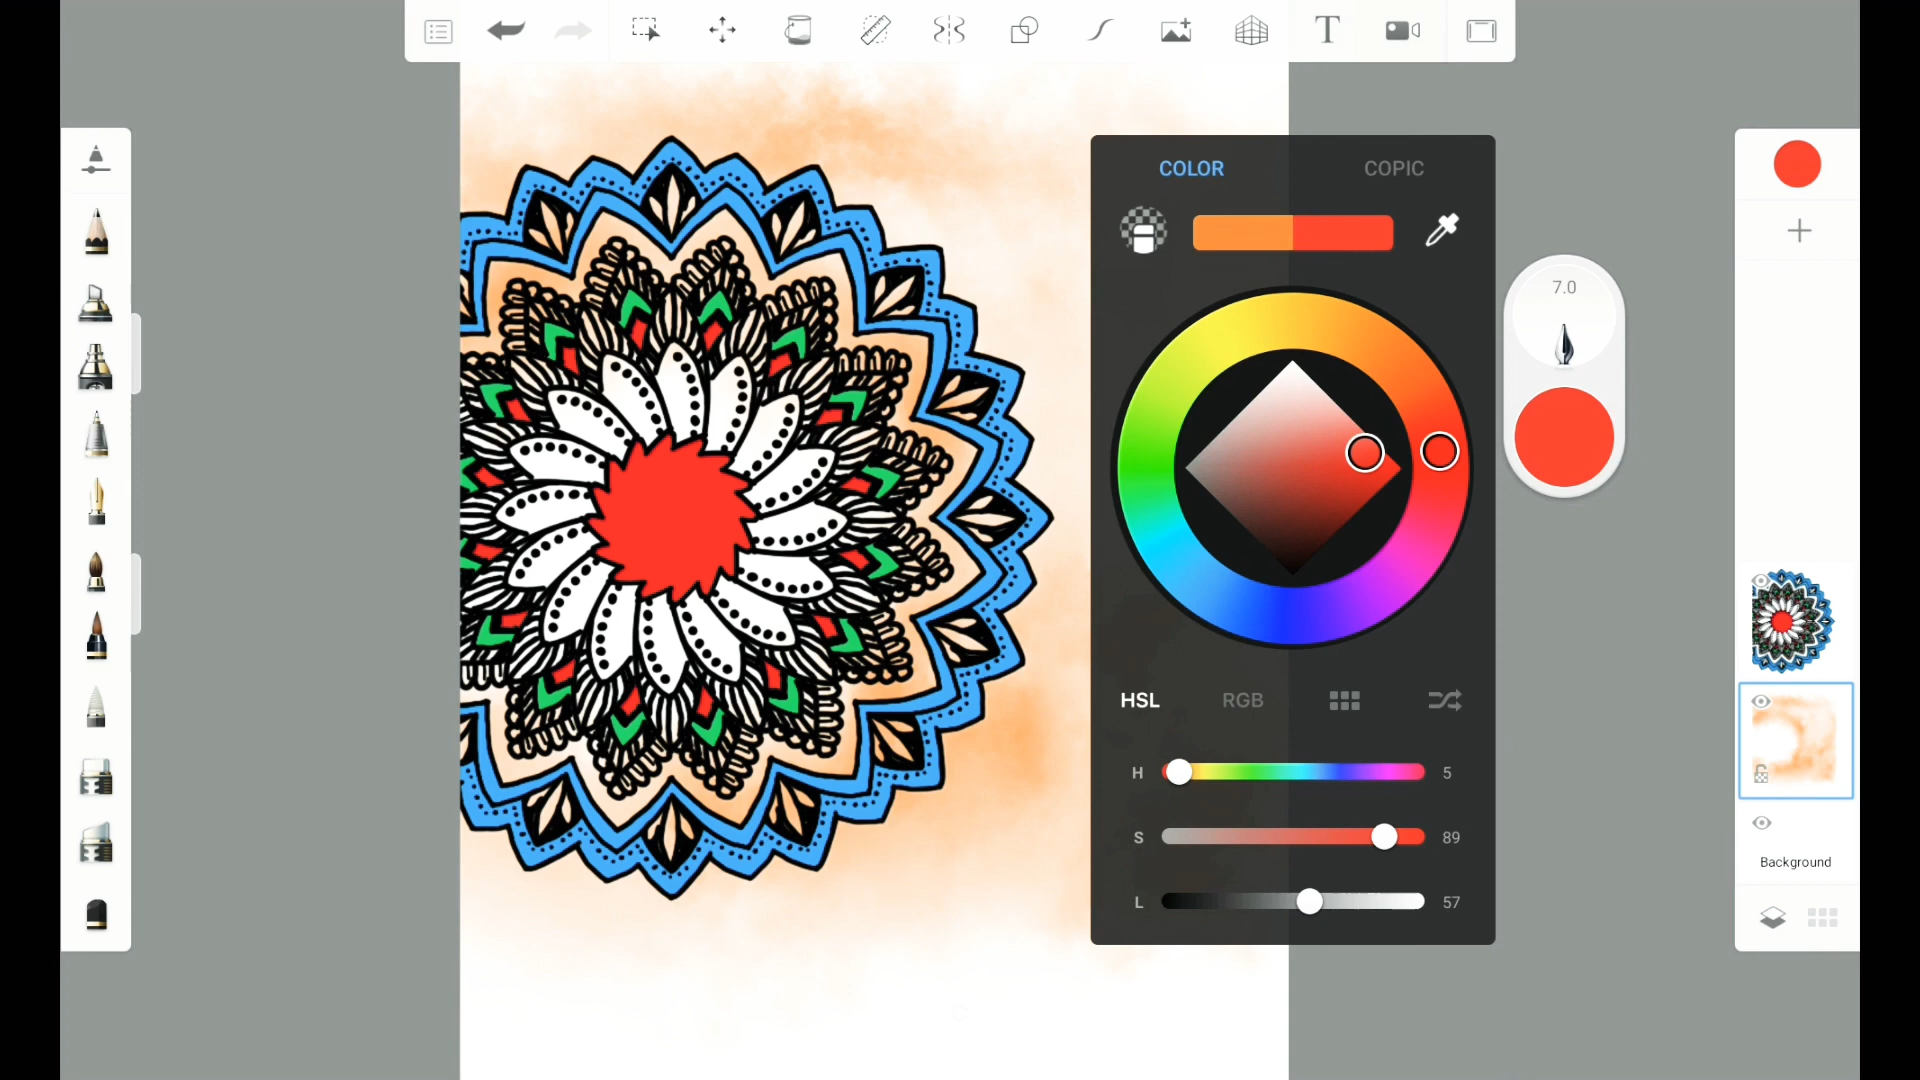 T
COLOR COPIC
7.0
HSL RGB
H 5
S 89
L 57
Background